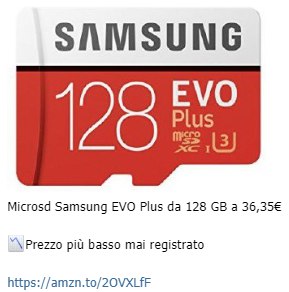 SAMSUNG
128 EVO
Plus
micro
SD
XC I U3
Microsd Samsung EVO Plus da 128 GB a 36,35€
📉Prezzo più basso mai registrato
https://amzn.to/2OVXLfF